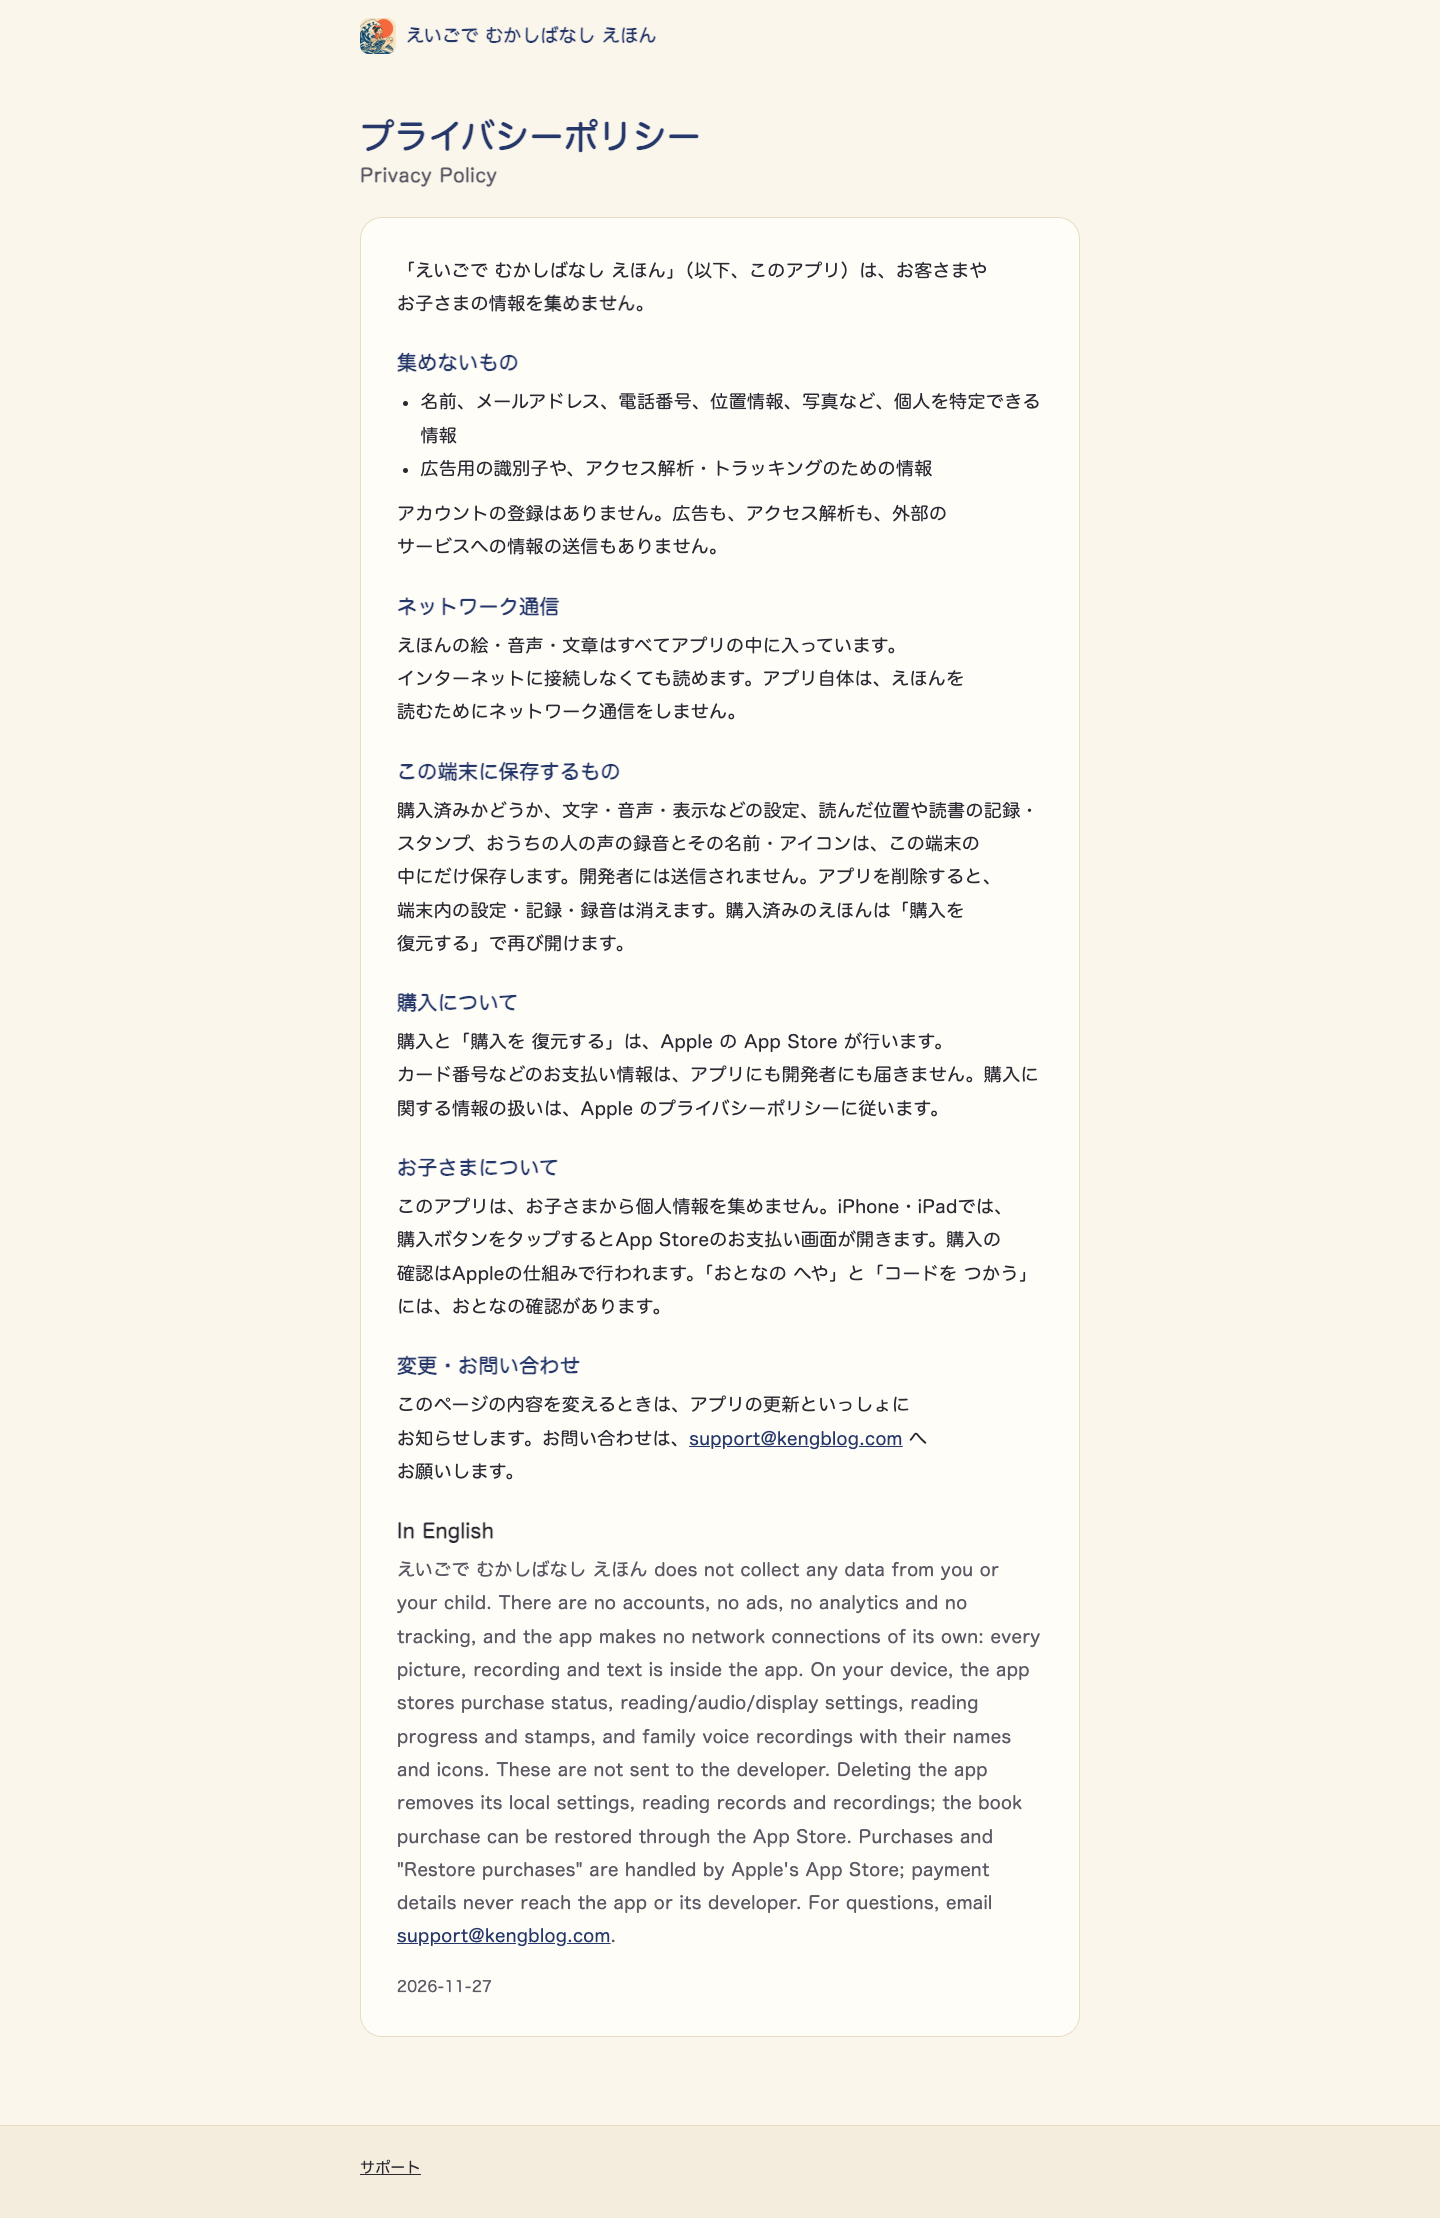 えいごで むかしばなし えほん
プライバシーポリシー
Privacy Policy
「えいごで むかしばなし えほん」（以下、このアプリ）は、お客さまや
お子さまの情報を集めません。
集めないもの
• 名前、メールアドレス、電話番号、位置情報、写真など、個人を特定できる
情報
• 広告用の識別子や、アクセス解析・トラッキングのための情報
アカウントの登録はありません。広告も、アクセス解析も、外部の
サービスへの情報の送信もありません。
ネットワーク通信
えほんの絵・音声・文章はすべてアプリの中に入っています。
インターネットに接続しなくても読めます。アプリ自体は、えほんを
読むためにネットワーク通信をしません。
この端末に保存するもの
購入済みかどうか、文字・音声・表示などの設定、読んだ位置や読書の記録・
スタンプ、おうちの人の声の録音とその名前・アイコンは、この端末の
中にだけ保存します。開発者には送信されません。アプリを削除すると、
端末内の設定・記録・録音は消えます。購入済みのえほんは「購入を
復元する」で再び開けます。
購入について
購入と「購入を 復元する」は、Apple の App Store が行います。
カード番号などのお支払い情報は、アプリにも開発者にも届きません。購入に
関する情報の扱いは、Apple のプライバシーポリシーに従います。
お子さまについて
このアプリは、お子さまから個人情報を集めません。iPhone・iPadでは、
購入ボタンをタップするとApp Storeのお支払い画面が開きます。購入の
確認はAppleの仕組みで行われます。「おとなの へや」と「コードを つかう」
には、おとなの確認があります。
変更・お問い合わせ
このページの内容を変えるときは、アプリの更新といっしょに
お知らせします。お問い合わせは、support@kengblog.com へ
お願いします。
In English
えいごで むかしばなし えほん does not collect any data from you or
your child. There are no accounts, no ads, no analytics and no
tracking, and the app makes no network connections of its own: every
picture, recording and text is inside the app. On your device, the app
stores purchase status, reading/audio/display settings, reading
progress and stamps, and family voice recordings with their names
and icons. These are not sent to the developer. Deleting the app
removes its local settings, reading records and recordings; the book
purchase can be restored through the App Store. Purchases and
"Restore purchases" are handled by Apple's App Store; payment
details never reach the app or its developer. For questions, email
support@kengblog.com.
2026-11-27
サポート